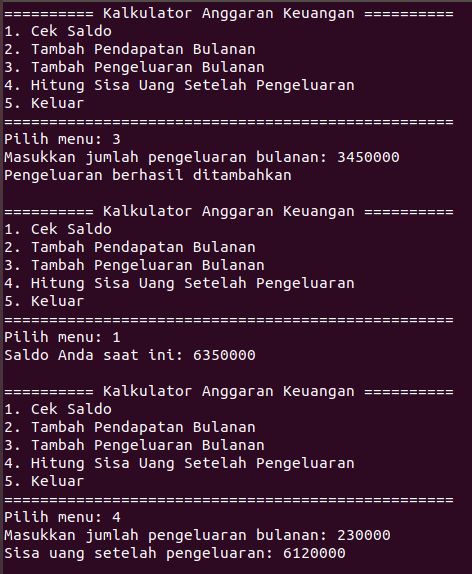 ========== Kalkulator Anggaran Keuangan ==========
1. Cek Saldo
2. Tambah Pendapatan Bulanan
3. Tambah Pengeluaran Bulanan
4. Hitung Sisa Uang Setelah Pengeluaran
5. Keluar
==================================================
Pilih menu: 3
Masukkan jumlah pengeluaran bulanan: 3450000
Pengeluaran berhasil ditambahkan

========== Kalkulator Anggaran Keuangan ==========
1. Cek Saldo
2. Tambah Pendapatan Bulanan
3. Tambah Pengeluaran Bulanan
4. Hitung Sisa Uang Setelah Pengeluaran
5. Keluar
==================================================
Pilih menu: 1
Saldo Anda saat ini: 6350000

========== Kalkulator Anggaran Keuangan ==========
1. Cek Saldo
2. Tambah Pendapatan Bulanan
3. Tambah Pengeluaran Bulanan
4. Hitung Sisa Uang Setelah Pengeluaran
5. Keluar
==================================================
Pilih menu: 4
Masukkan jumlah pengeluaran bulanan: 230000
Sisa uang setelah pengeluaran: 6120000